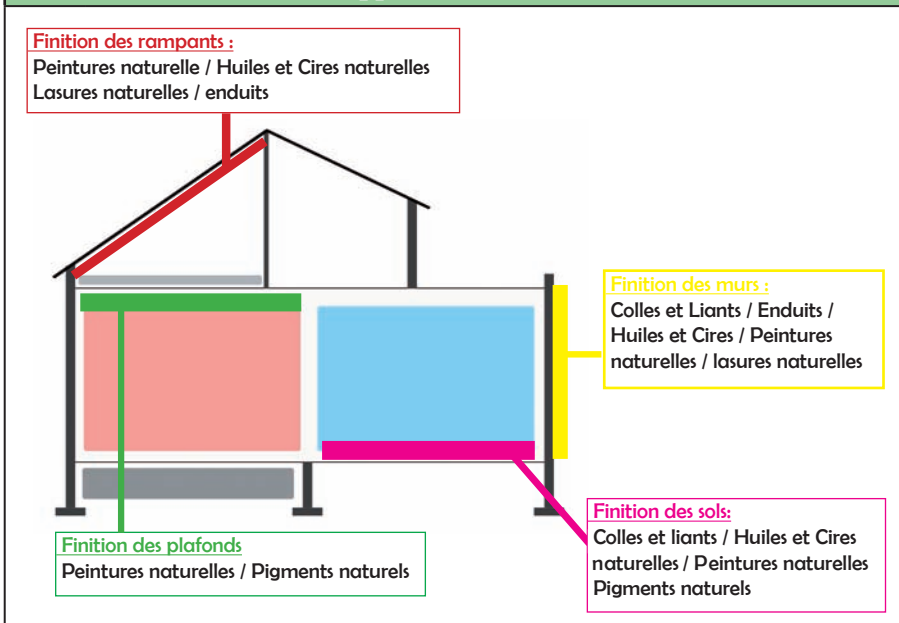 Finition des rampants :
Peintures naturelle / Huiles et Cires naturelles
Lasures naturelles / enduits
Finition des murs :
Colles et Liants / Enduits /
Huiles et Cires / Peintures
naturelles / lasures naturelles
Finition des plafonds
Peintures naturelles / Pigments naturels
Finition des sols:
Colles et liants / Huiles et Cires
naturelles / Peintures naturelles
Pigments naturels